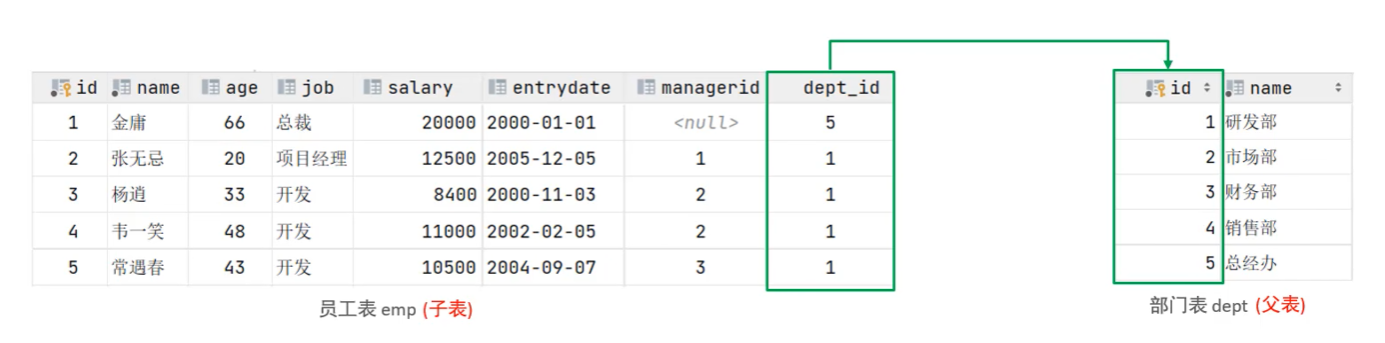 id name age job salary entrydate managerid dept_id id name
1 金庸 66 总裁 20000 2000-01-01 <null> 5 1 研发部
2 张无忌 20 项目经理 12500 2005-12-05 1 1 2 市场部
3 杨逍 33 开发 8400 2000-11-03 2 1 3 财务部
4 韦一笑 48 开发 11000 2002-02-05 2 1 4 销售部
5 常遇春 43 开发 10500 2004-09-07 3 1 5 总经办
员工表 emp (子表) 部门表 dept (父表)